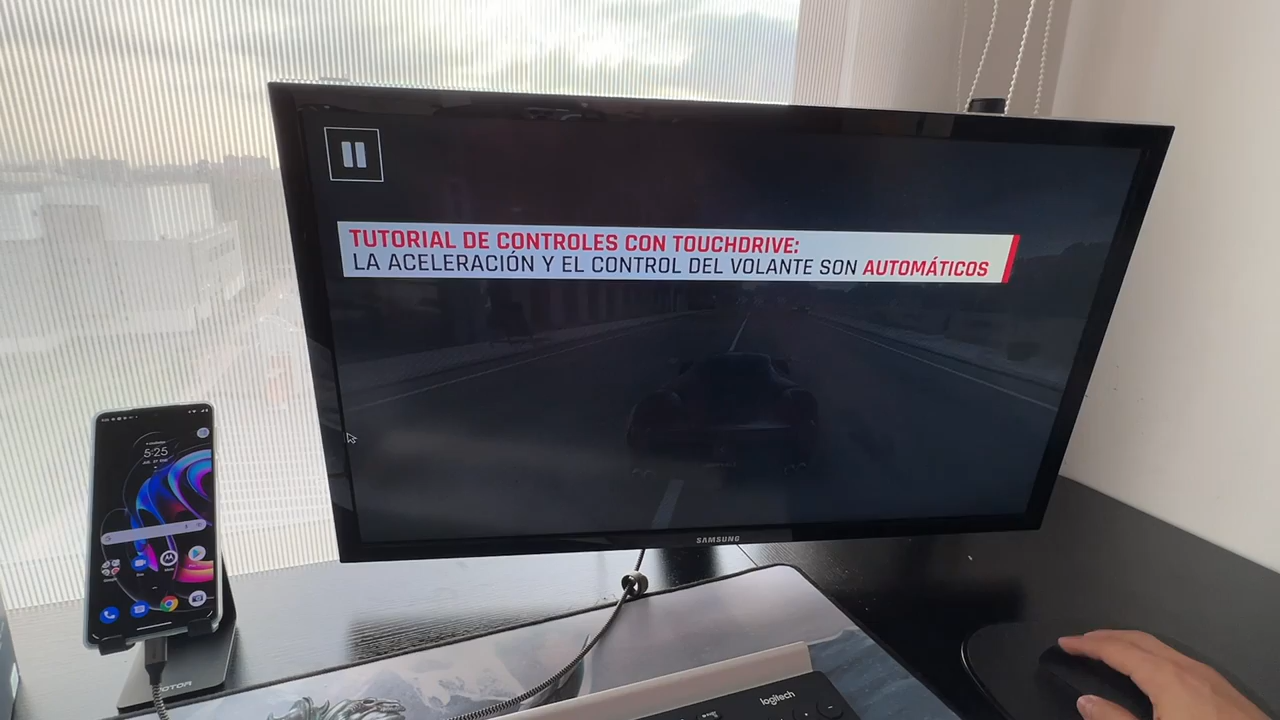 TUTORIAL DE CONTROLES CON TOUCHDRIVE:
LA ACELERACIÓN Y EL CONTROL DEL VOLANTE SON AUTOMÁTICOS
SAMSUNG
5:25
logitech